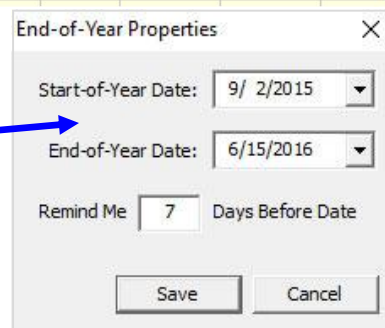 End-of-Year Properties
Start-of-Year Date: 9/ 2/2015
End-of-Year Date: 6/15/2016
Remind Me 7 Days Before Date
Save Cancel